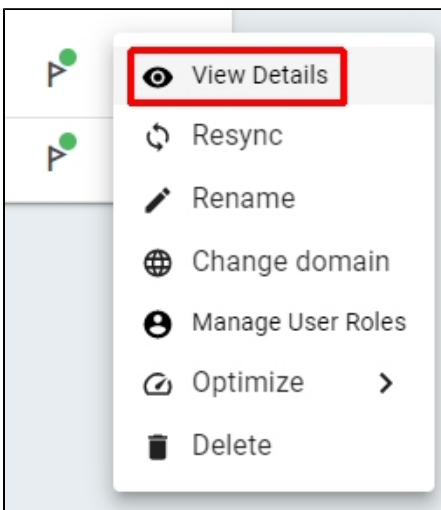 View Details
Resync
Rename
Change domain
Manage User Roles
Optimize
Delete